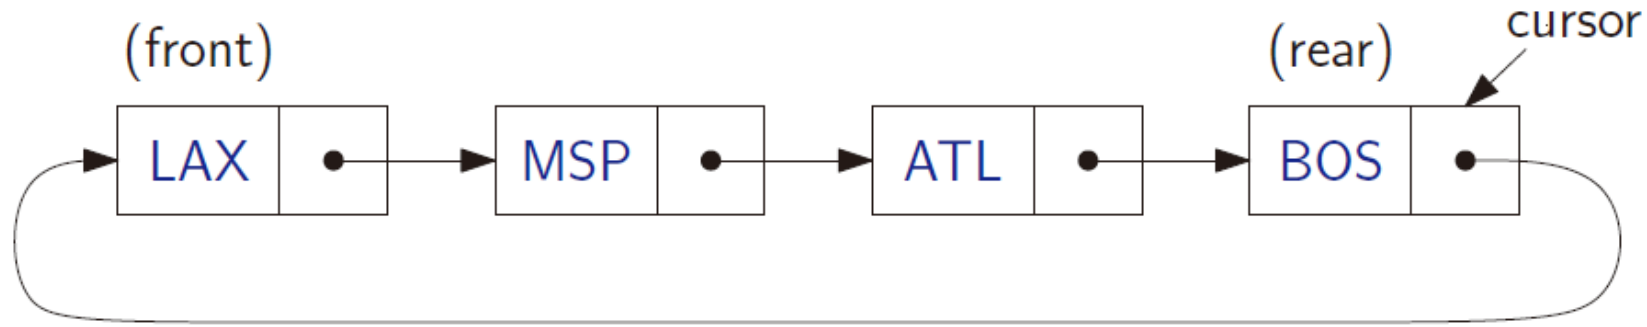 (front)
(rear)
cursor
LAX
MSP
ATL
BOS